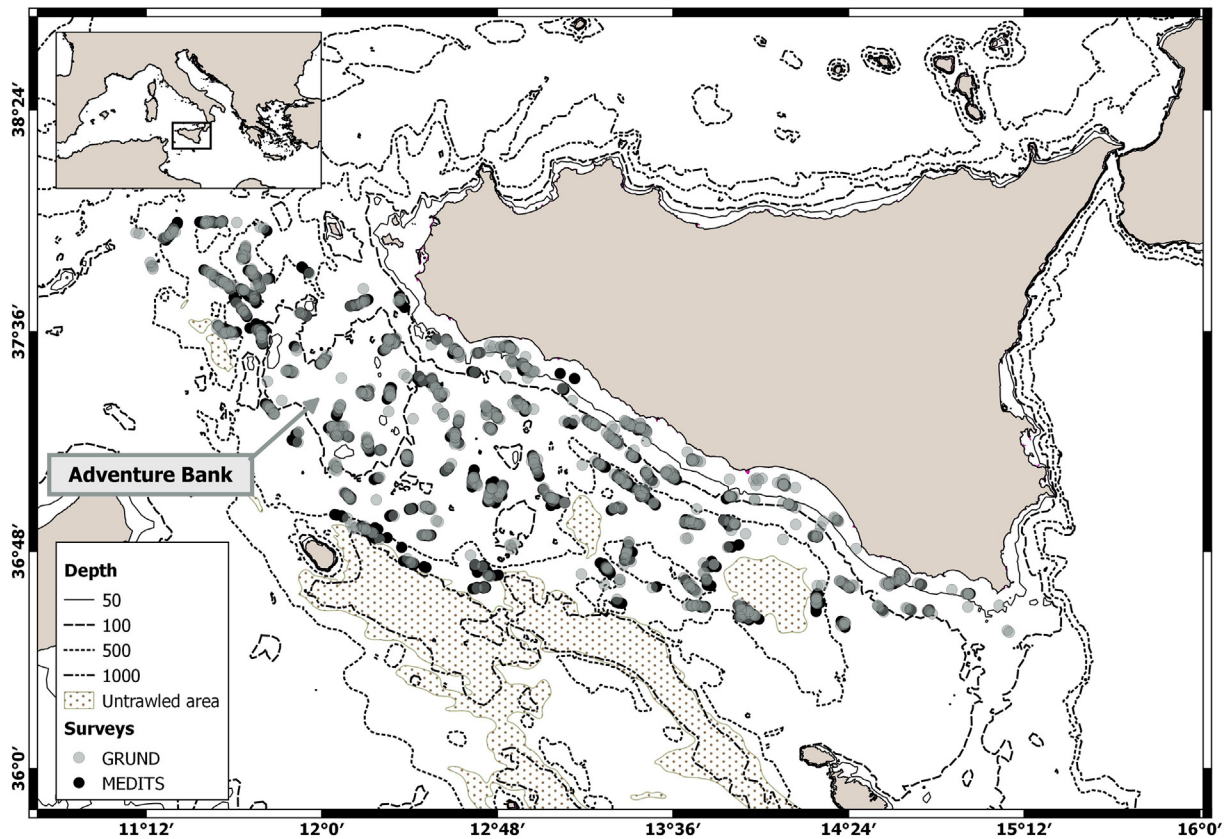 38°24′
37°36′
36°48′
36°0′
Adventure Bank
Depth
50
100
500
1000
Untrawled area
Surveys
GRUND
MEDITS
11°12′
12°0′
12°48′
13°36′
14°24′
15°12′
16°0′